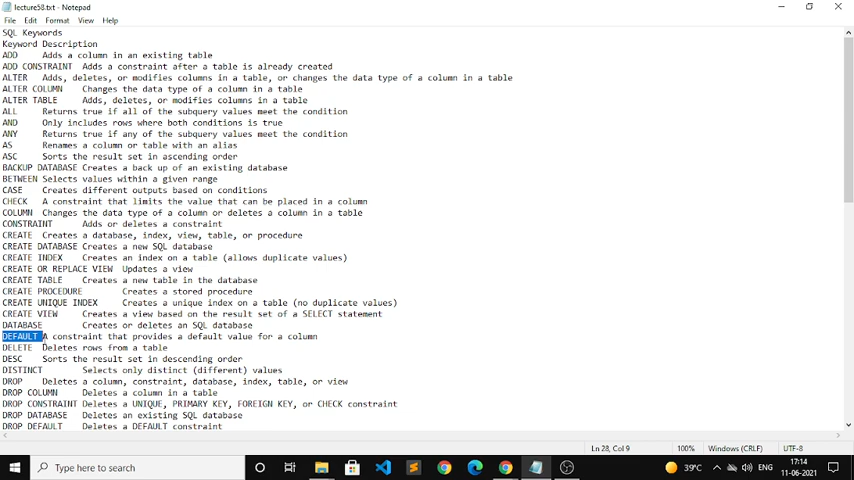 lecture58.txt - Notepad
File Edit Format View Help
SQL Keywords
Keyword Description
ADD Adds a column in an existing table
ADD CONSTRAINT Adds a constraint after a table is already created
ALTER Adds, deletes, or modifies columns in a table, or changes the data type of a column in a table
ALTER COLUMN Changes the data type of a column in a table
ALTER TABLE Adds, deletes, or modifies columns in a table
ALL Returns true if all of the subquery values meet the condition
AND Only includes rows where both conditions is true
ANY Returns true if any of the subquery values meet the condition
AS Renames a column or table with an alias
ASC Sorts the result set in ascending order
BACKUP DATABASE Creates a back up of an existing database
BETWEEN Selects values within a given range
CASE Creates different outputs based on conditions
CHECK A constraint that limits the value that can be placed in a column
COLUMN Changes the data type of a column or deletes a column in a table
CONSTRAINT Adds or deletes a constraint
CREATE Creates a database, index, view, table, or procedure
CREATE DATABASE Creates a new SQL database
CREATE INDEX Creates an index on a table (allows duplicate values)
CREATE OR REPLACE VIEW Updates a view
CREATE TABLE Creates a new table in the database
CREATE PROCEDURE Creates a stored procedure
CREATE UNIQUE INDEX Creates a unique index on a table (no duplicate values)
CREATE VIEW Creates a view based on the result set of a SELECT statement
DATABASE Creates or deletes an SQL database
DEFAULT A constraint that provides a default value for a column
DELETE Deletes rows from a table
DESC Sorts the result set in descending order
DISTINCT Selects only distinct (different) values
DROP Deletes a column, constraint, database, index, table, or view
DROP COLUMN Deletes a column in a table
DROP CONSTRAINT Deletes a UNIQUE, PRIMARY KEY, FOREIGN KEY, or CHECK constraint
DROP DATABASE Deletes an existing SQL database
DROP DEFAULT Deletes a DEFAULT constraint
Ln 28, Col 9 100% Windows (CRLF) UTF-8
Type here to search
39°C ENG
17:14
11-06-2021